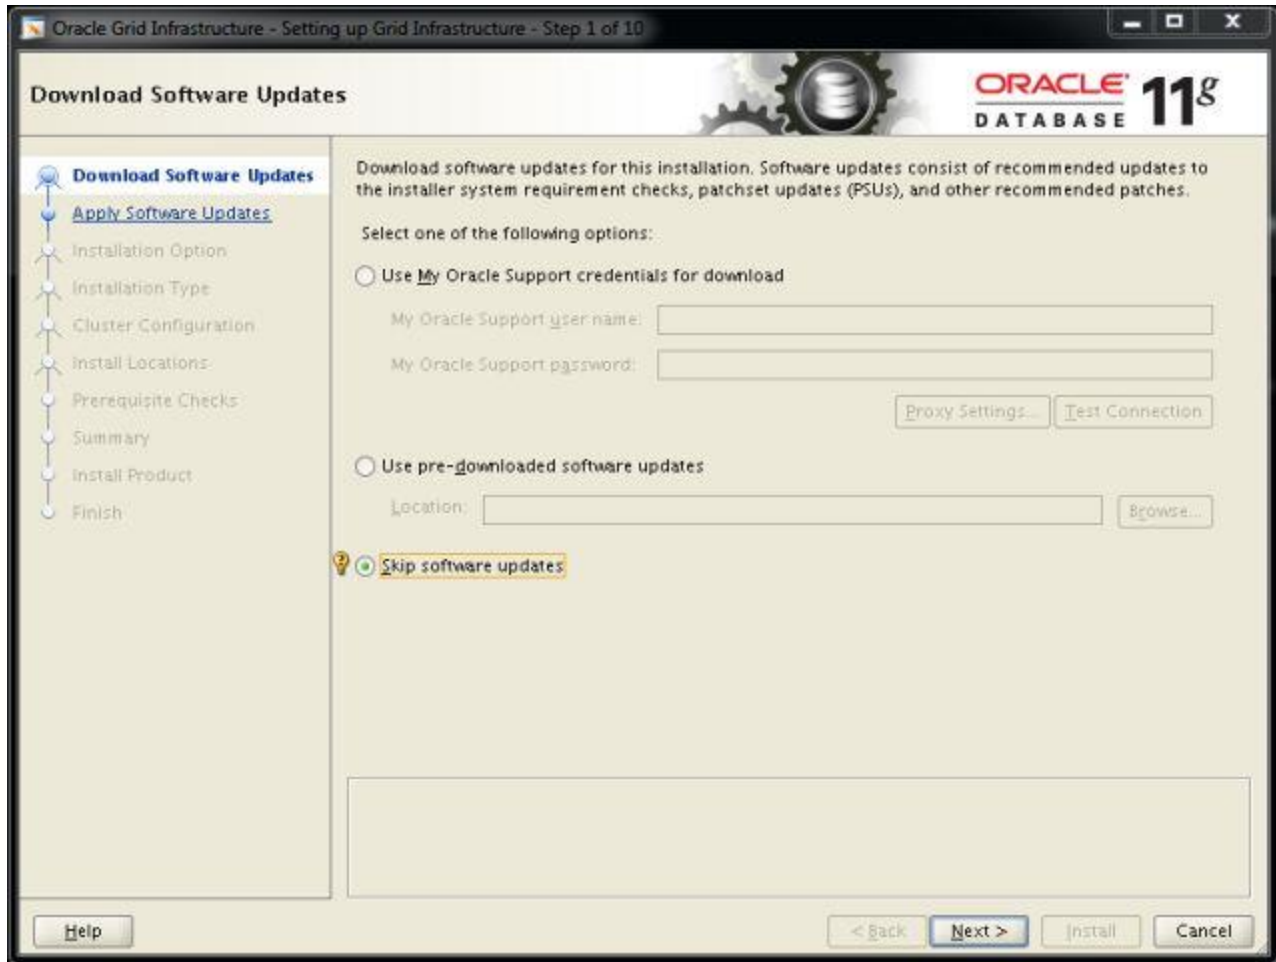 Oracle Grid Infrastructure - Setting up Grid Infrastructure - Step 1 of 10
Download Software Updates
ORACLE
DATABASE
11g
Download Software Updates
Apply Software Updates
Installation Option
Installation Type
Cluster Configuration
Install Locations
Prerequisite Checks
Summary
Install Product
Finish
Download software updates for this installation. Software updates consist of recommended updates to
the installer system requirement checks, patchset updates (PSUs), and other recommended patches.
Select one of the following options:
Use My Oracle Support credentials for download
My Oracle Support user name:
My Oracle Support password:
Proxy Settings...
Test Connection
Use pre-downloaded software updates
Location:
Browse...
Skip software updates
Help
< Back
Next >
Install
Cancel